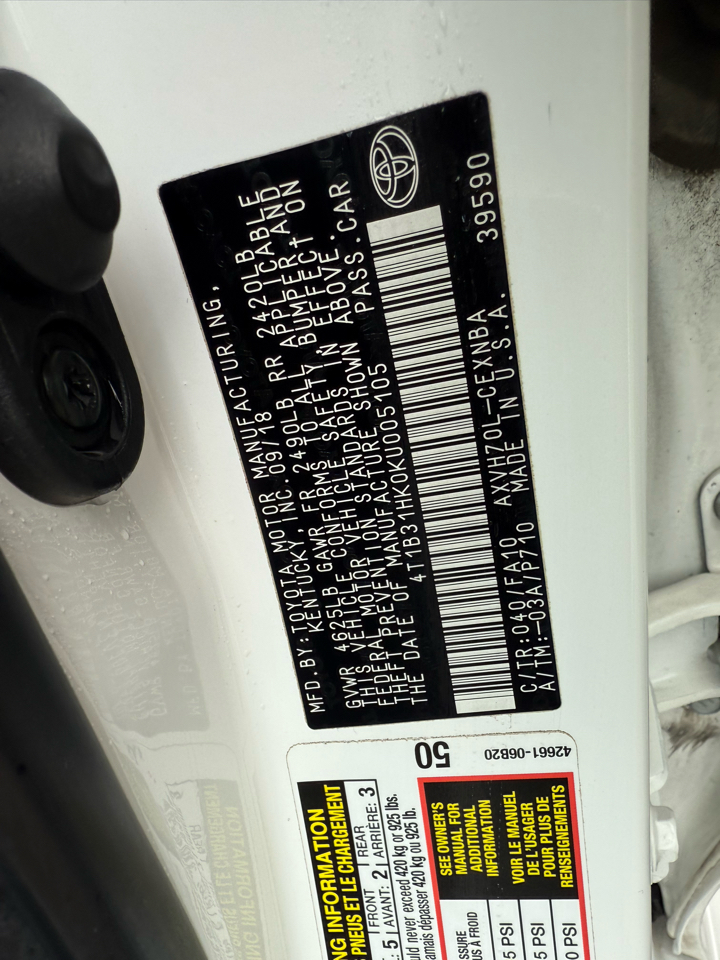 MFD.BY:TOYOTA MOTOR MANUFACTURING,
KENTUCKY, INC.09/18
GVWR 4625LB GAWR FR 2490LB RR 2420LB
THIS VEHICLE CONFORMS TO ALL APPLICABLE
FEDERAL MOTOR VEHICLE SAFETY, BUMPER, AND
THEFT PREVENTION STANDARDS IN EFFECT ON
THE DATE OF MANUFACTURE SHOWN ABOVE.
4T1B31HK0KU005105 PASS.CAR
C/TR:040/FA10 AXVH70L-CEXNBA
A/TM:-03A/P710 MADE IN U.S.A. 39590
50
42661-06B20
NG INFORMATION
PNEUS ET LE CHARGEMENT
5
FRONT
AVANT: 2
REAR
ARRIÈRE: 3
ould never exceed 420 kg or 925 lbs.
amais dépasser 420 kg ou 925 lb.
SEE OWNER'S
MANUAL FOR
ADDITIONAL
INFORMATION
VOIR LE MANUEL
DE L'USAGER
POUR PLUS DE
RENSEIGNEMENTS
5 PSI
5 PSI
0 PSI